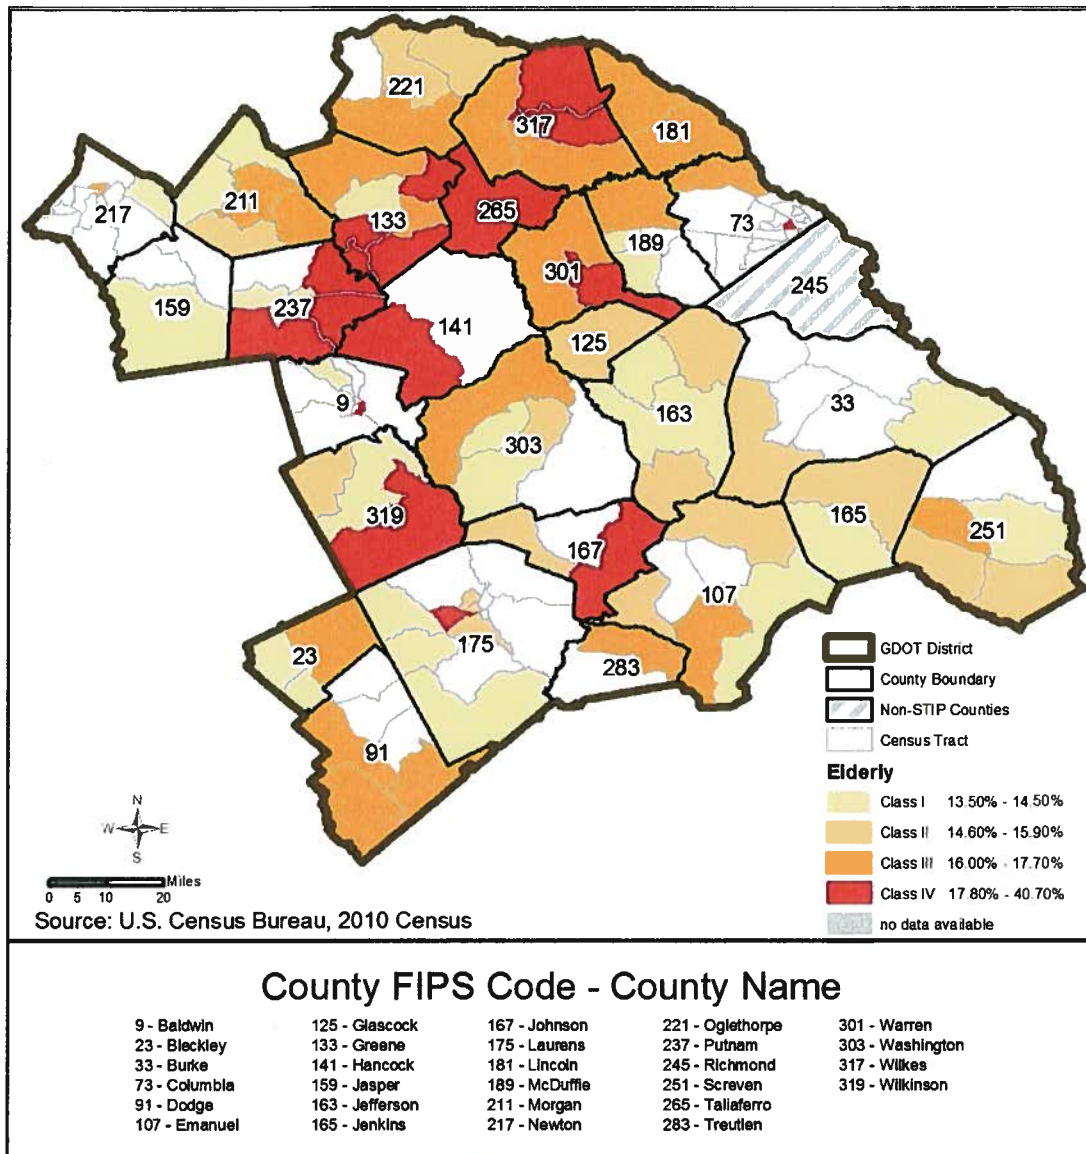 221
317
181
217
211
133
265
73
189
301
245
159
237
141
125
9
303
163
33
319
167
165
251
107
175
23
283
91
GDOT District
County Boundary
Non-STIP Counties
Census Tract
Elderly
Class I 13.50% - 14.50%
Class II 14.60% - 15.90%
Class III 16.00% - 17.70%
Class IV 17.80% - 40.70%
no data available
N
W E
S
Miles
0 5 10 20
Source: U.S. Census Bureau, 2010 Census
County FIPS Code - County Name
9 - Baldwin
23 - Bleckley
33 - Burke
73 - Columbia
91 - Dodge
107 - Emanuel
125 - Glascock
133 - Greene
141 - Hancock
159 - Jasper
163 - Jefferson
165 - Jenkins
167 - Johnson
175 - Laurens
181 - Lincoln
189 - McDuffie
211 - Morgan
217 - Newton
221 - Oglethorpe
237 - Putnam
245 - Richmond
251 - Screven
265 - Taliaferro
283 - Treutlen
301 - Warren
303 - Washington
317 - Wilkes
319 - Wilkinson